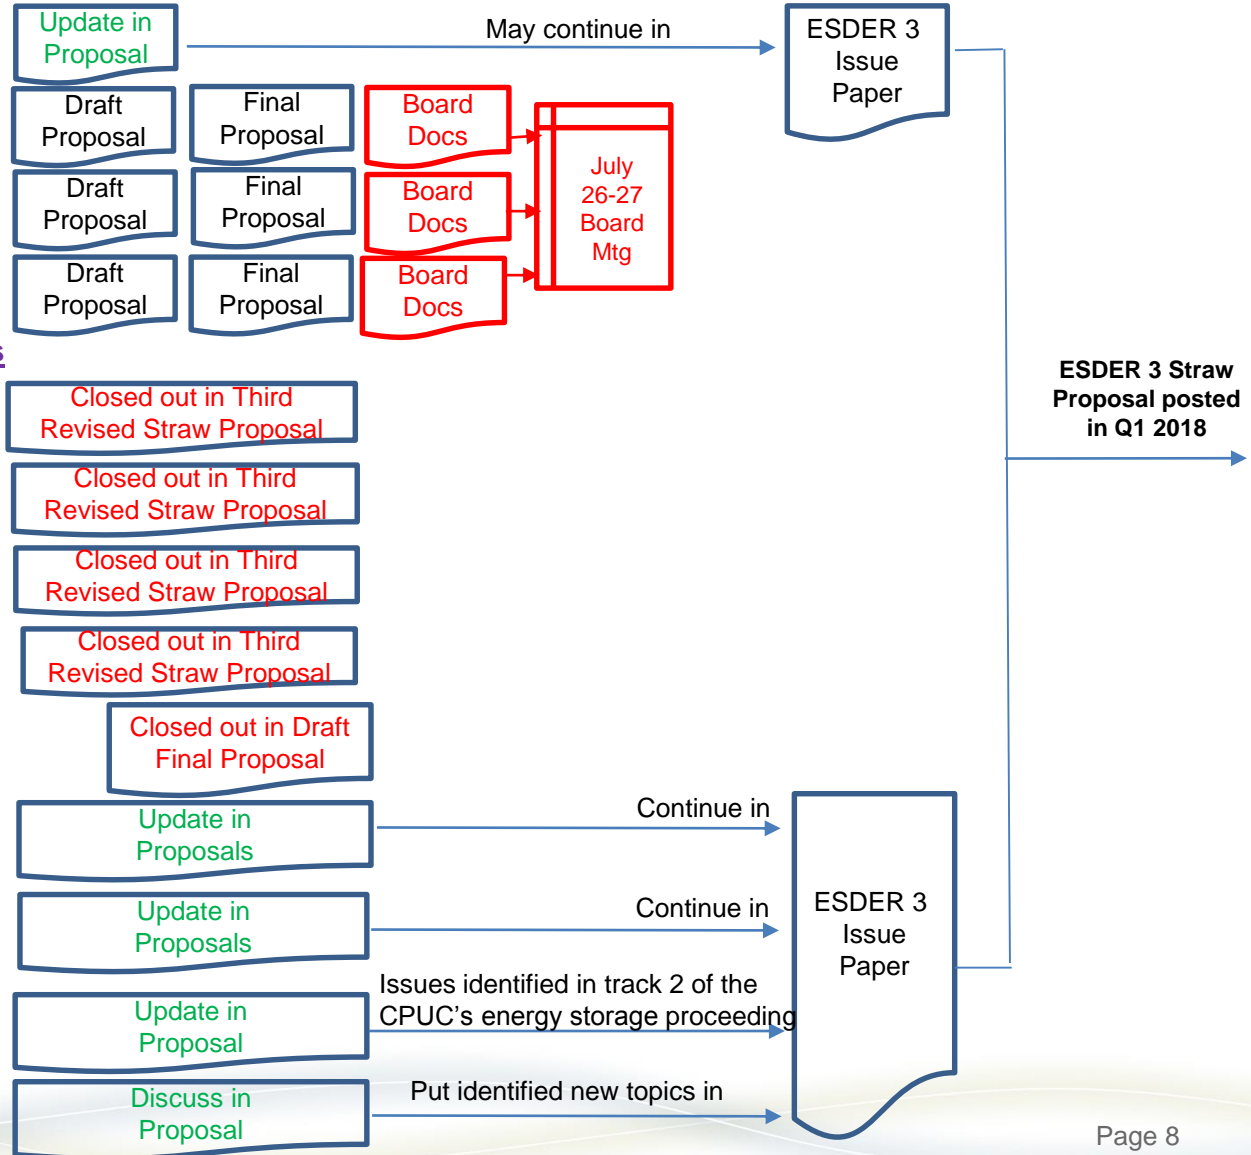 Update in
Proposal
May continue in
ESDER 3
Issue
Paper
Draft
Proposal
Final
Proposal
Board
Docs
Draft
Proposal
Final
Proposal
Board
Docs
Draft
Proposal
Final
Proposal
Board
Docs
July
26-27
Board
Mtg
s
Closed out in Third
Revised Straw Proposal
Closed out in Third
Revised Straw Proposal
Closed out in Third
Revised Straw Proposal
Closed out in Third
Revised Straw Proposal
Closed out in Draft
Final Proposal
ESDER 3 Straw
Proposal posted
in Q1 2018
Update in
Proposals
Continue in
Update in
Proposals
Continue in
Update in
Proposal
Issues identified in track 2 of the
CPUC’s energy storage proceeding
Discuss in
Proposal
Put identified new topics in
ESDER 3
Issue
Paper
Page 8